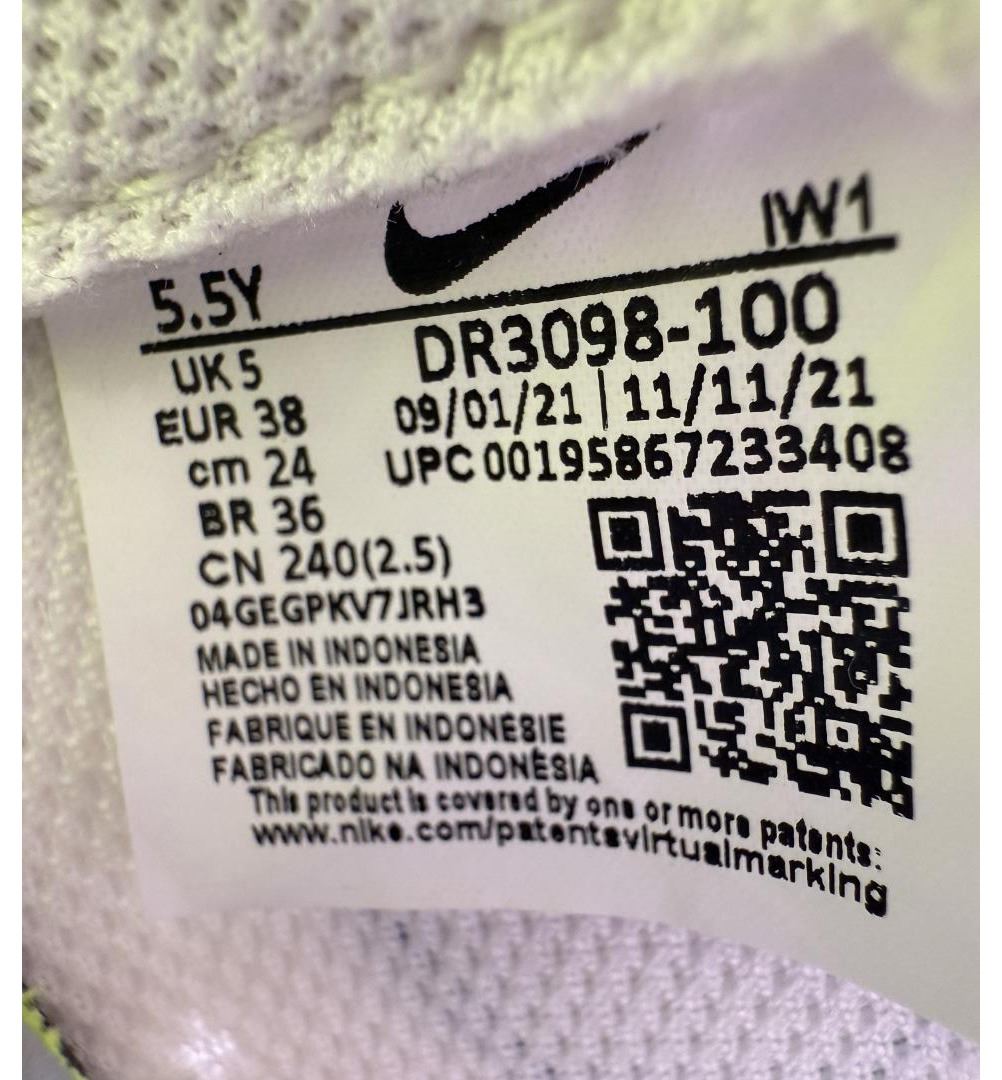 5.5Y IW1
UK 5 DR3098-100
EUR 38 09/01/21 | 11/11/21
cm 24 UPC 00195867233408
BR 36
CN 240(2.5)
04GEGPKV7JRH3
MADE IN INDONESIA
HECHO EN INDONESIA
FABRIQUE EN INDONÉSIE
FABRICADO NA INDONÉSIA
This product is covered by one or more patents:
www.nike.com/patentsvirtualmarking